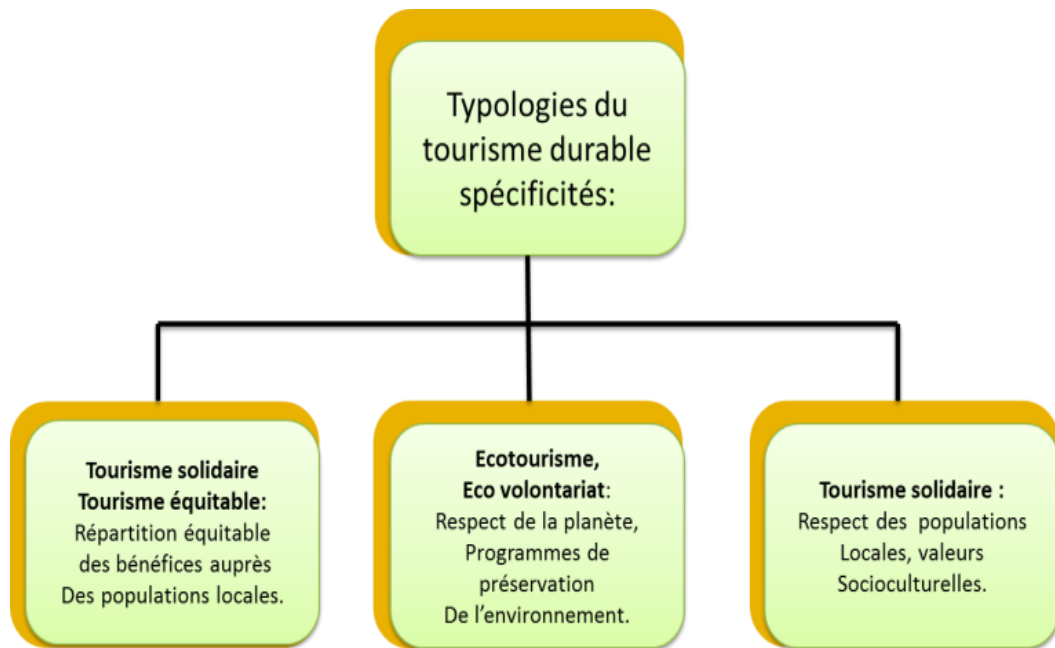 Typologies du
tourisme durable
spécificités:
Tourisme solidaire
Tourisme équitable:
Répartition équitable
des bénéfices auprès
Des populations locales.
Ecotourisme,
Eco volontariat:
Respect de la planète,
Programmes de
préservation
De l'environnement.
Tourisme solidaire :
Respect des populations
Locales, valeurs
Socioculturelles.